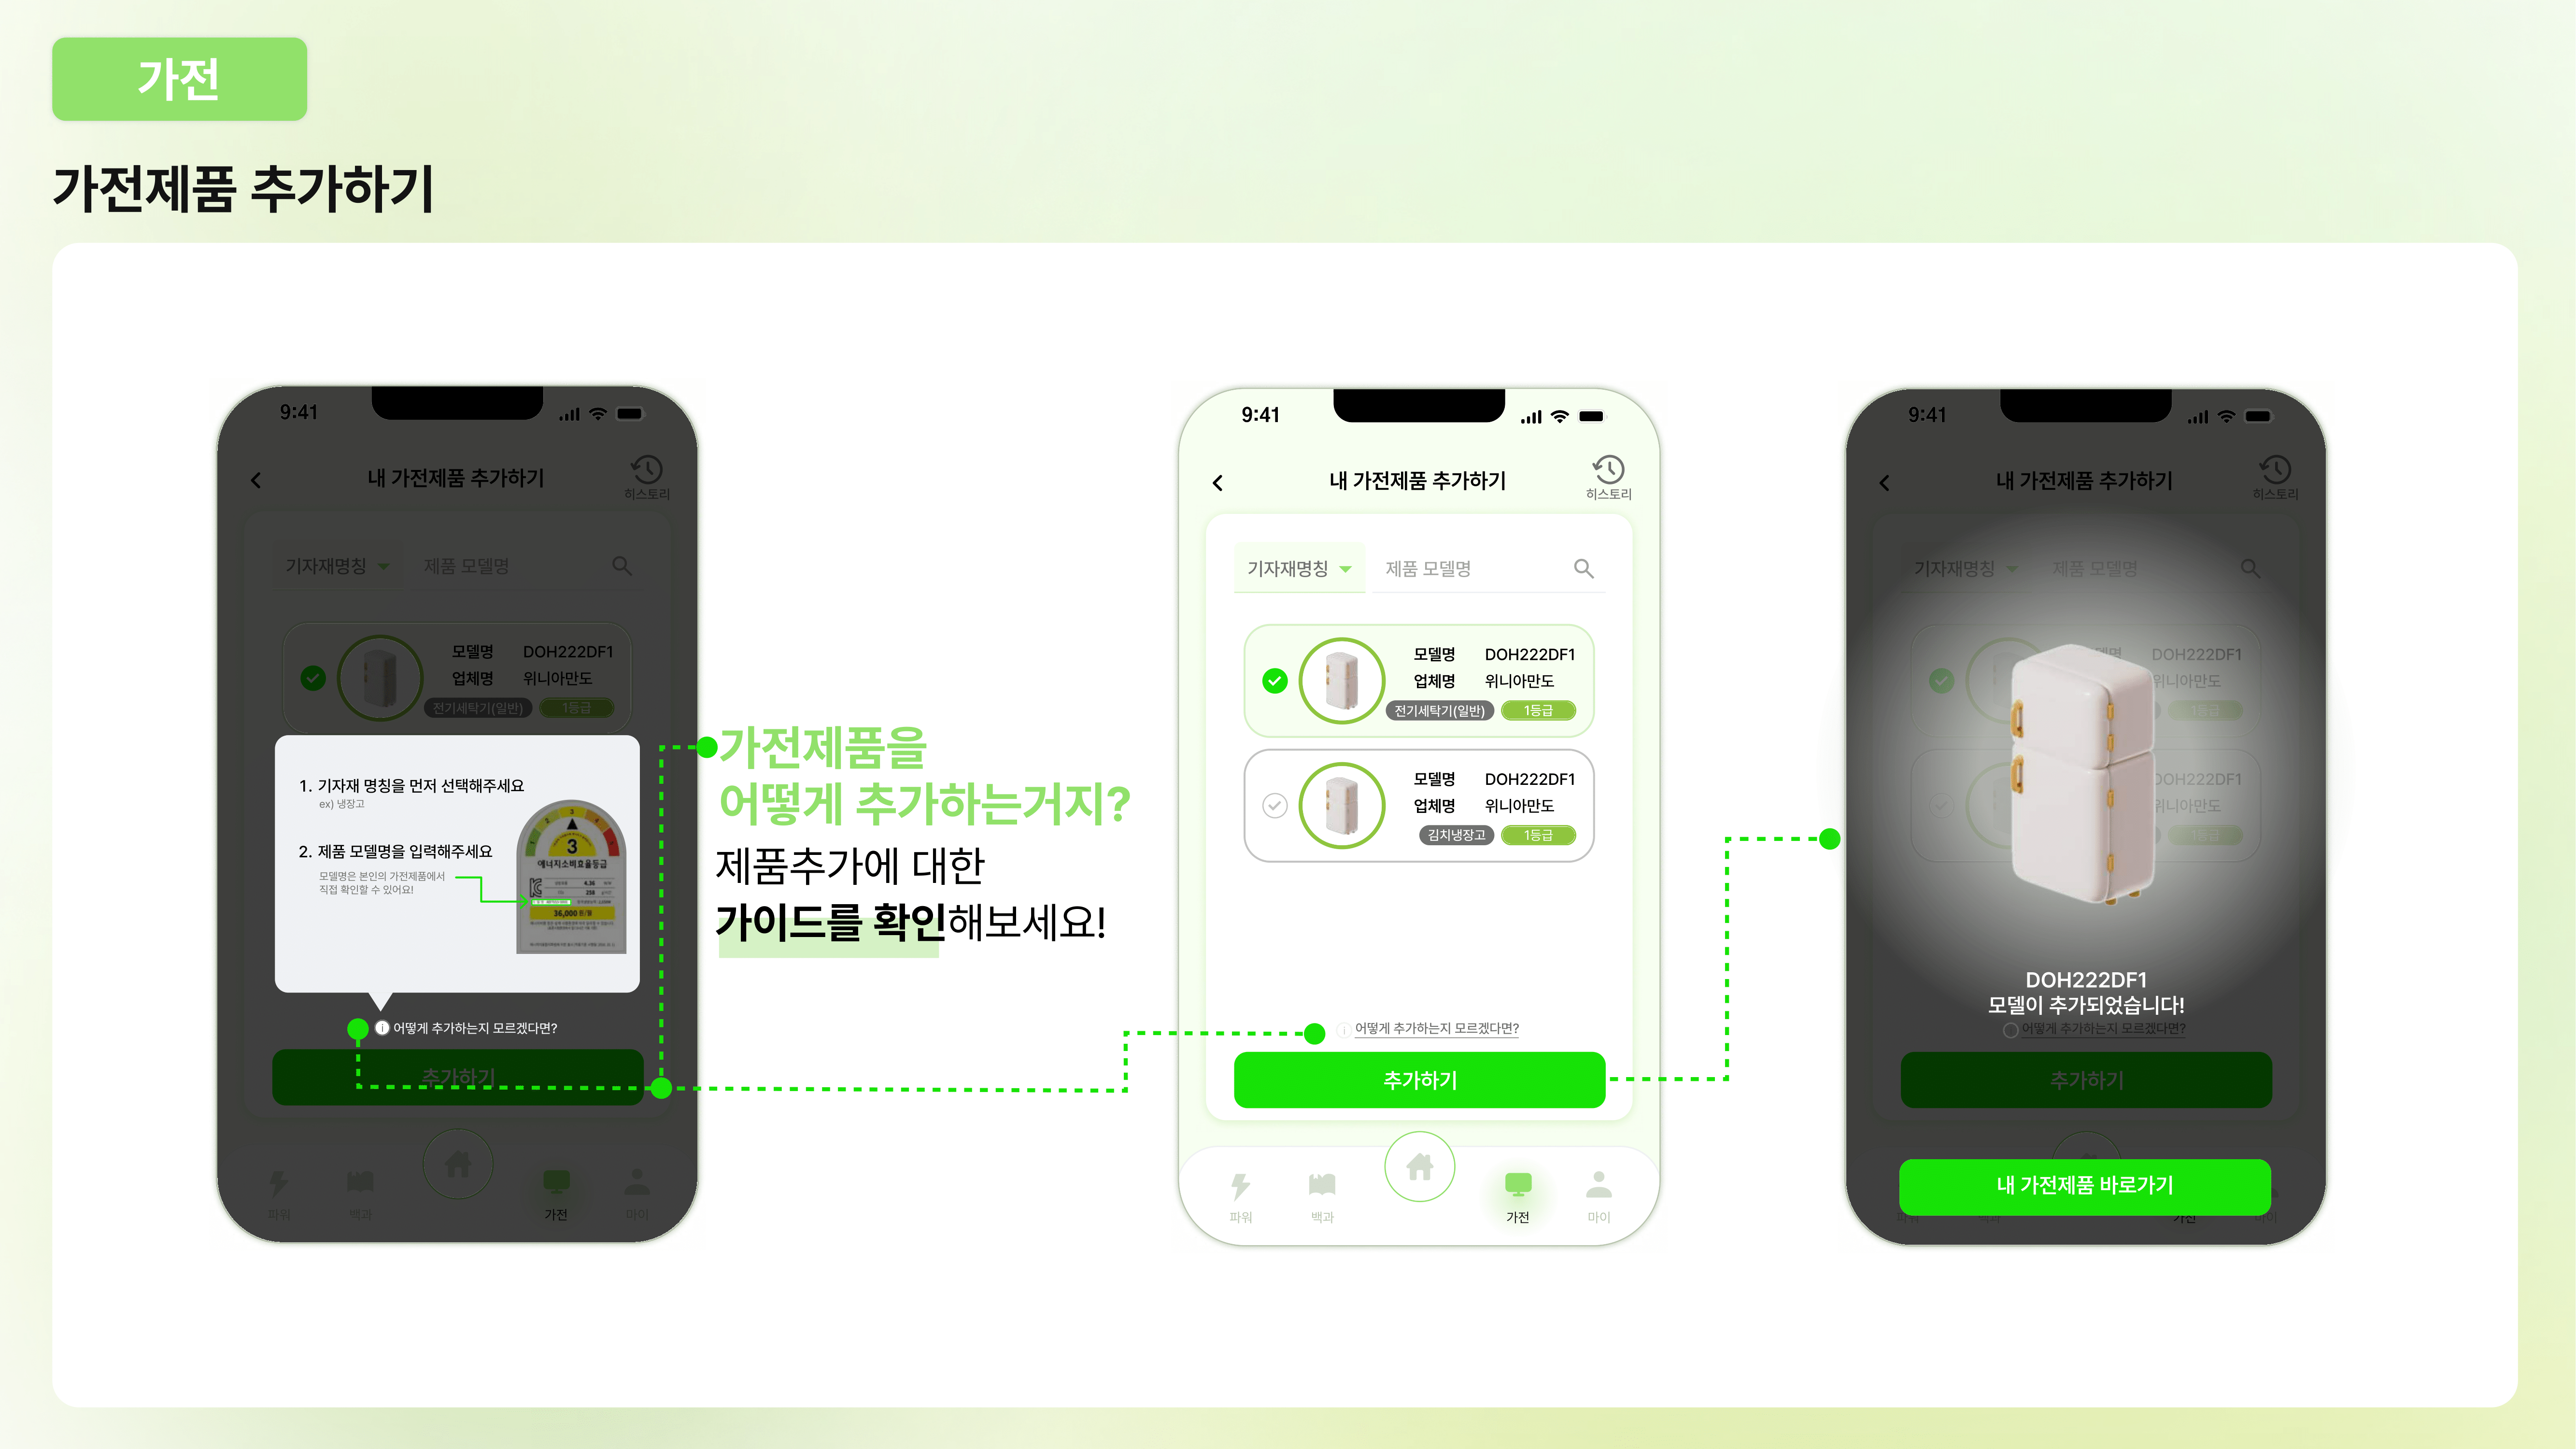 가전
가전제품 추가하기
9:41
내 가전제품 추가하기
히스토리
기자재명칭
제품 모델명
모델명 DOH222DF1
업체명 위니아만도
전기세탁기(일반) 1등급
1. 기자재 명칭을 먼저 선택해주세요
ex) 냉장고
2. 제품 모델명을 입력해주세요
모델명은 본인의 가전제품에서
직접 확인할 수 있어요!
3
에너지소비효율등급
36,000 원/월
어떻게 추가하는지 모르겠다면?
추가하기
파워 백과 가전 마이
가전제품을
어떻게 추가하는거지?
제품추가에 대한
가이드를 확인해보세요!
9:41
내 가전제품 추가하기
히스토리
기자재명칭
제품 모델명
모델명 DOH222DF1
업체명 위니아만도
전기세탁기(일반) 1등급
모델명 DOH222DF1
업체명 위니아만도
김치냉장고 1등급
어떻게 추가하는지 모르겠다면?
추가하기
파워 백과 가전 마이
9:41
내 가전제품 추가하기
히스토리
기자재명칭
제품 모델명
DOH222DF1
위니아만도
1등급
DOH222DF1
위니아만도
1등급
DOH222DF1
모델이 추가되었습니다!
어떻게 추가하는지 모르겠다면?
추가하기
내 가전제품 바로가기